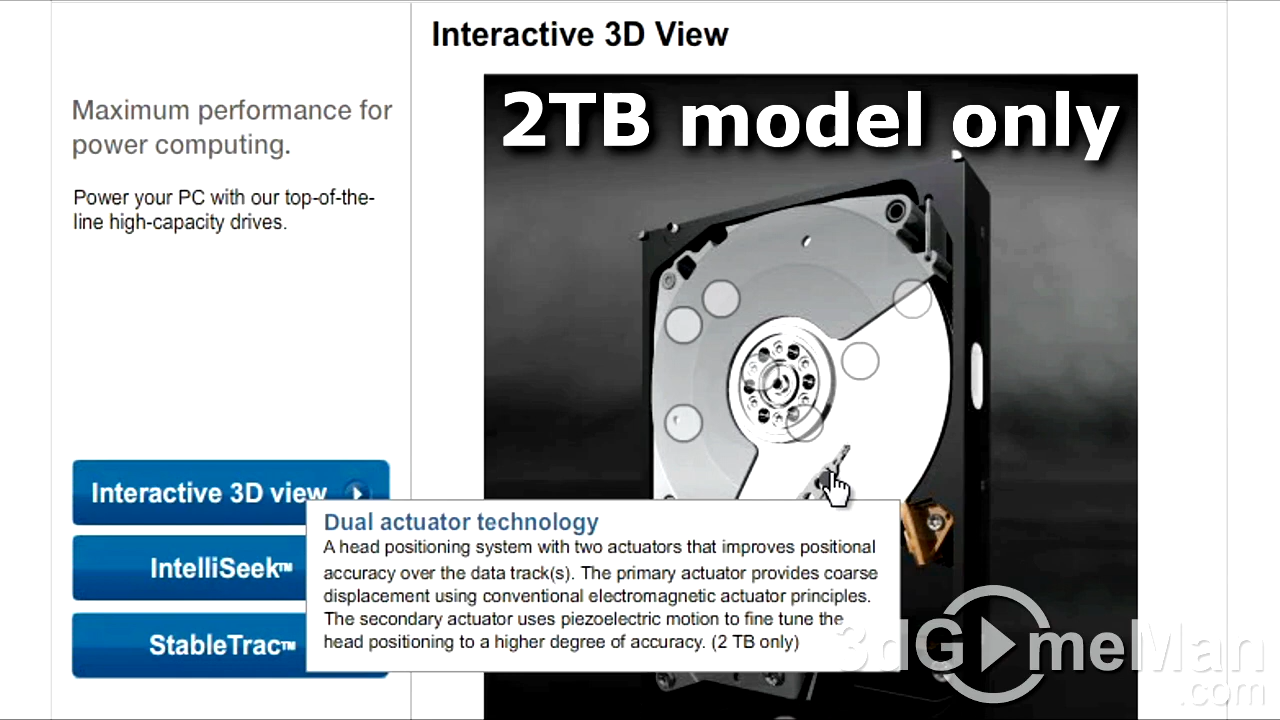 Interactive 3D View
2TB model only
Maximum performance for
power computing.
Power your PC with our top-of-the-
line high-capacity drives.
Interactive 3D view
IntelliSeek™
StableTrac™
Dual actuator technology
A head positioning system with two actuators that improves positional
accuracy over the data track(s). The primary actuator provides coarse
displacement using conventional electromagnetic actuator principles.
The secondary actuator uses piezoelectric motion to fine tune the
head positioning to a higher degree of accuracy. (2 TB only)
3dGameMan
.com